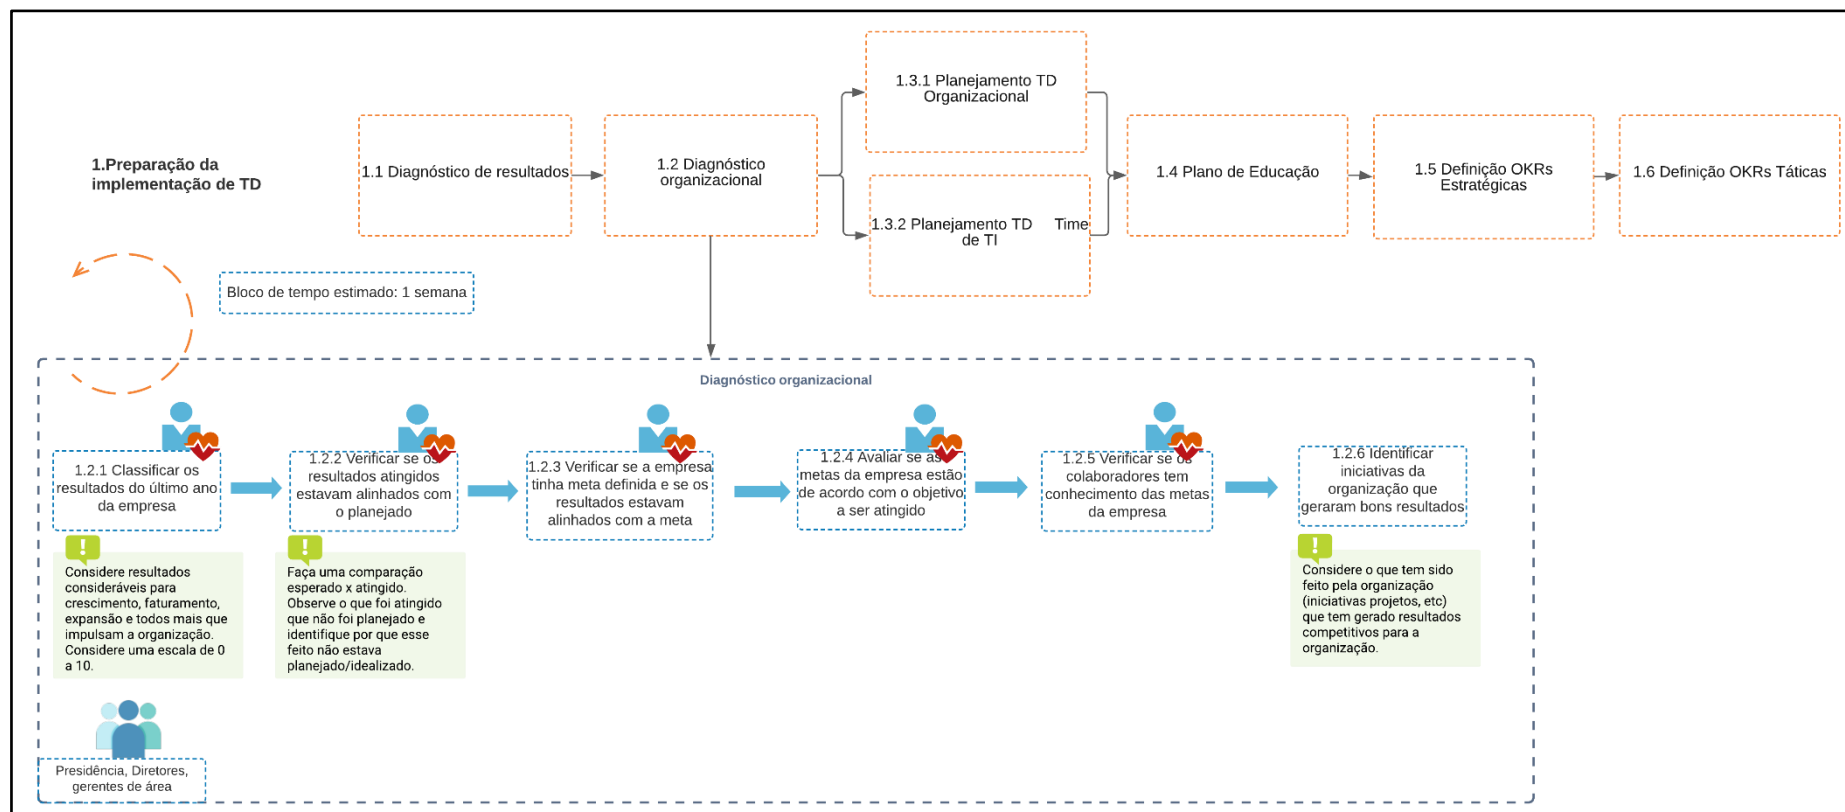 1.Preparação da
implementação de TD
1.1 Diagnóstico de resultados
1.2 Diagnóstico
organizacional
1.3.1 Planejamento TD
Organizacional
1.3.2 Planejamento TD Time
de TI
1.4 Plano de Educação
1.5 Definição OKRs
Estratégicas
1.6 Definição OKRs Táticas
Bloco de tempo estimado: 1 semana
Diagnóstico organizacional
1.2.1 Classificar os
resultados do último ano
da empresa
1.2.2 Verificar se os
resultados atingidos
estavam alinhados com
o planejado
1.2.3 Verificar se a empresa
tinha meta definida e se os
resultados estavam
alinhados com a meta
1.2.4 Avaliar se as
metas da empresa estão
de acordo com o objetivo
a ser atingido
1.2.5 Verificar se os
colaboradores tem
conhecimento das metas
da empresa
1.2.6 Identificar
iniciativas da
organização que
geraram bons resultados
Considere resultados
consideráveis para
crescimento, faturamento,
expansão e todos mais que
impulsam a organização.
Considere uma escala de 0
a 10.
Faça uma comparação
esperado x atingido.
Observe o que foi atingido
que não foi planejado e
identifique por que esse
feito não estava
planejado/idealizado.
Considere o que tem sido
feito pela organização
(iniciativas projetos, etc)
que tem gerado resultados
competitivos para a
organização.
Presidência, Diretores,
gerentes de área